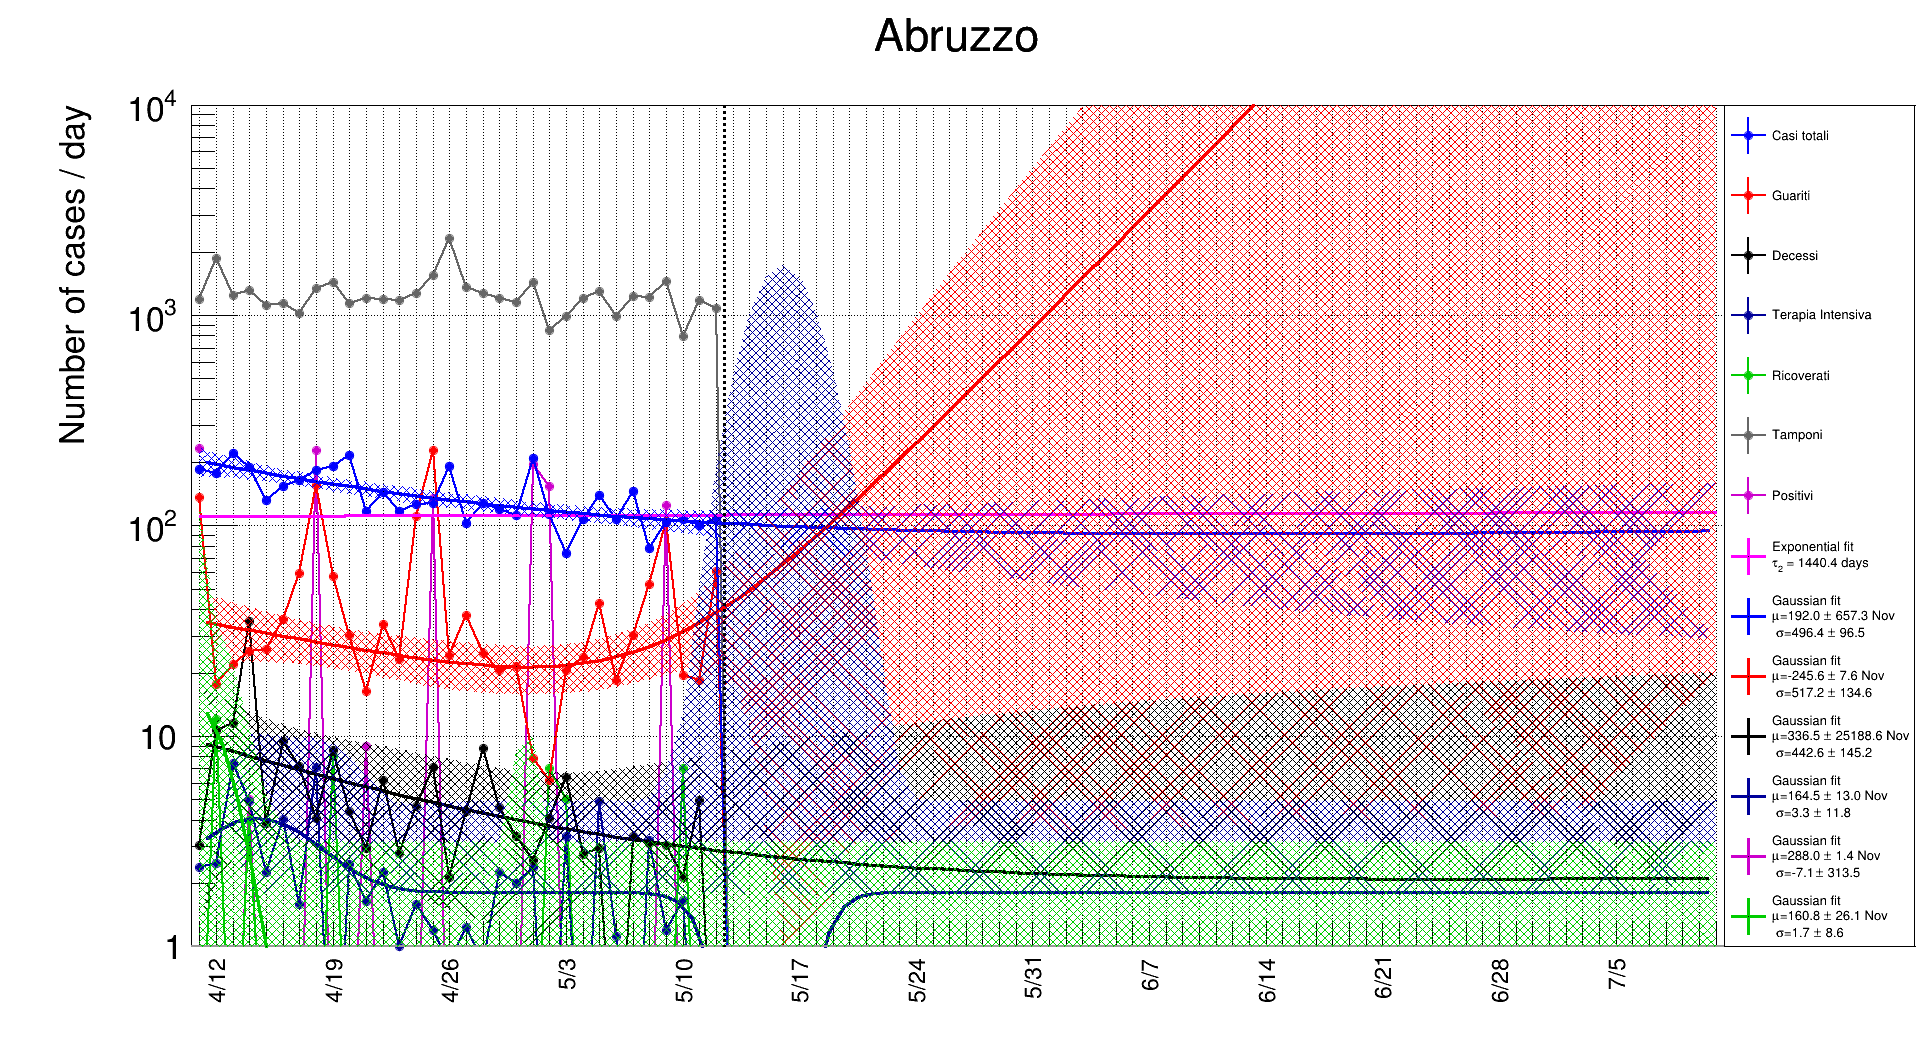 Abruzzo
Number of cases / day
10⁴
10³
10²
10
1
4/12
4/19
4/26
5/3
5/10
5/17
5/24
5/31
6/7
6/14
6/21
6/28
7/5
Casi totali
Guariti
Decessi
Terapia Intensiva
Ricoverati
Tamponi
Positivi
Exponential fit
τ₂ = 1440.4 days
Gaussian fit
μ=192.0 ± 657.3 Nov
σ=496.4 ± 96.5
Gaussian fit
μ=-245.6 ± 7.6 Nov
σ=517.2 ± 134.6
Gaussian fit
μ=336.5 ± 25188.6 Nov
σ=442.6 ± 145.2
Gaussian fit
μ=164.5 ± 13.0 Nov
σ=3.3 ± 11.8
Gaussian fit
μ=288.0 ± 1.4 Nov
σ=-7.1 ± 313.5
Gaussian fit
μ=160.8 ± 26.1 Nov
σ=1.7 ± 8.6